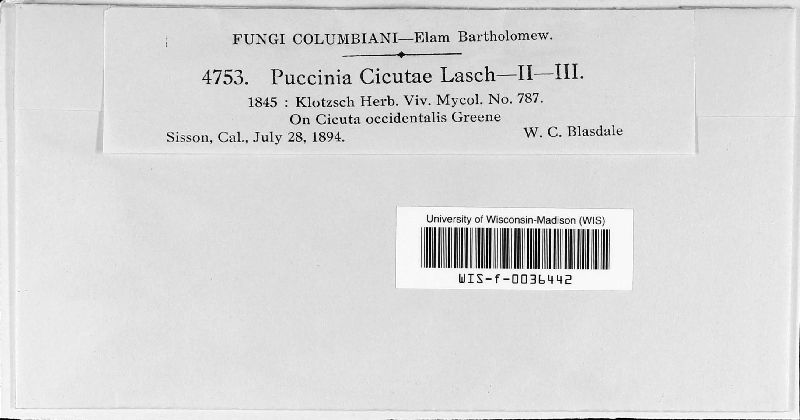 FUNGI COLUMBIANI—Elam Bartholomew.
4753. Puccinia Cicutae Lasch—II—III.
1845 : Klotzsch Herb. Viv. Mycol. No. 787.
On Cicuta occidentalis Greene
Sisson, Cal., July 28, 1894. W. C. Blasdale
University of Wisconsin-Madison (WIS)
WIS-f-0036442